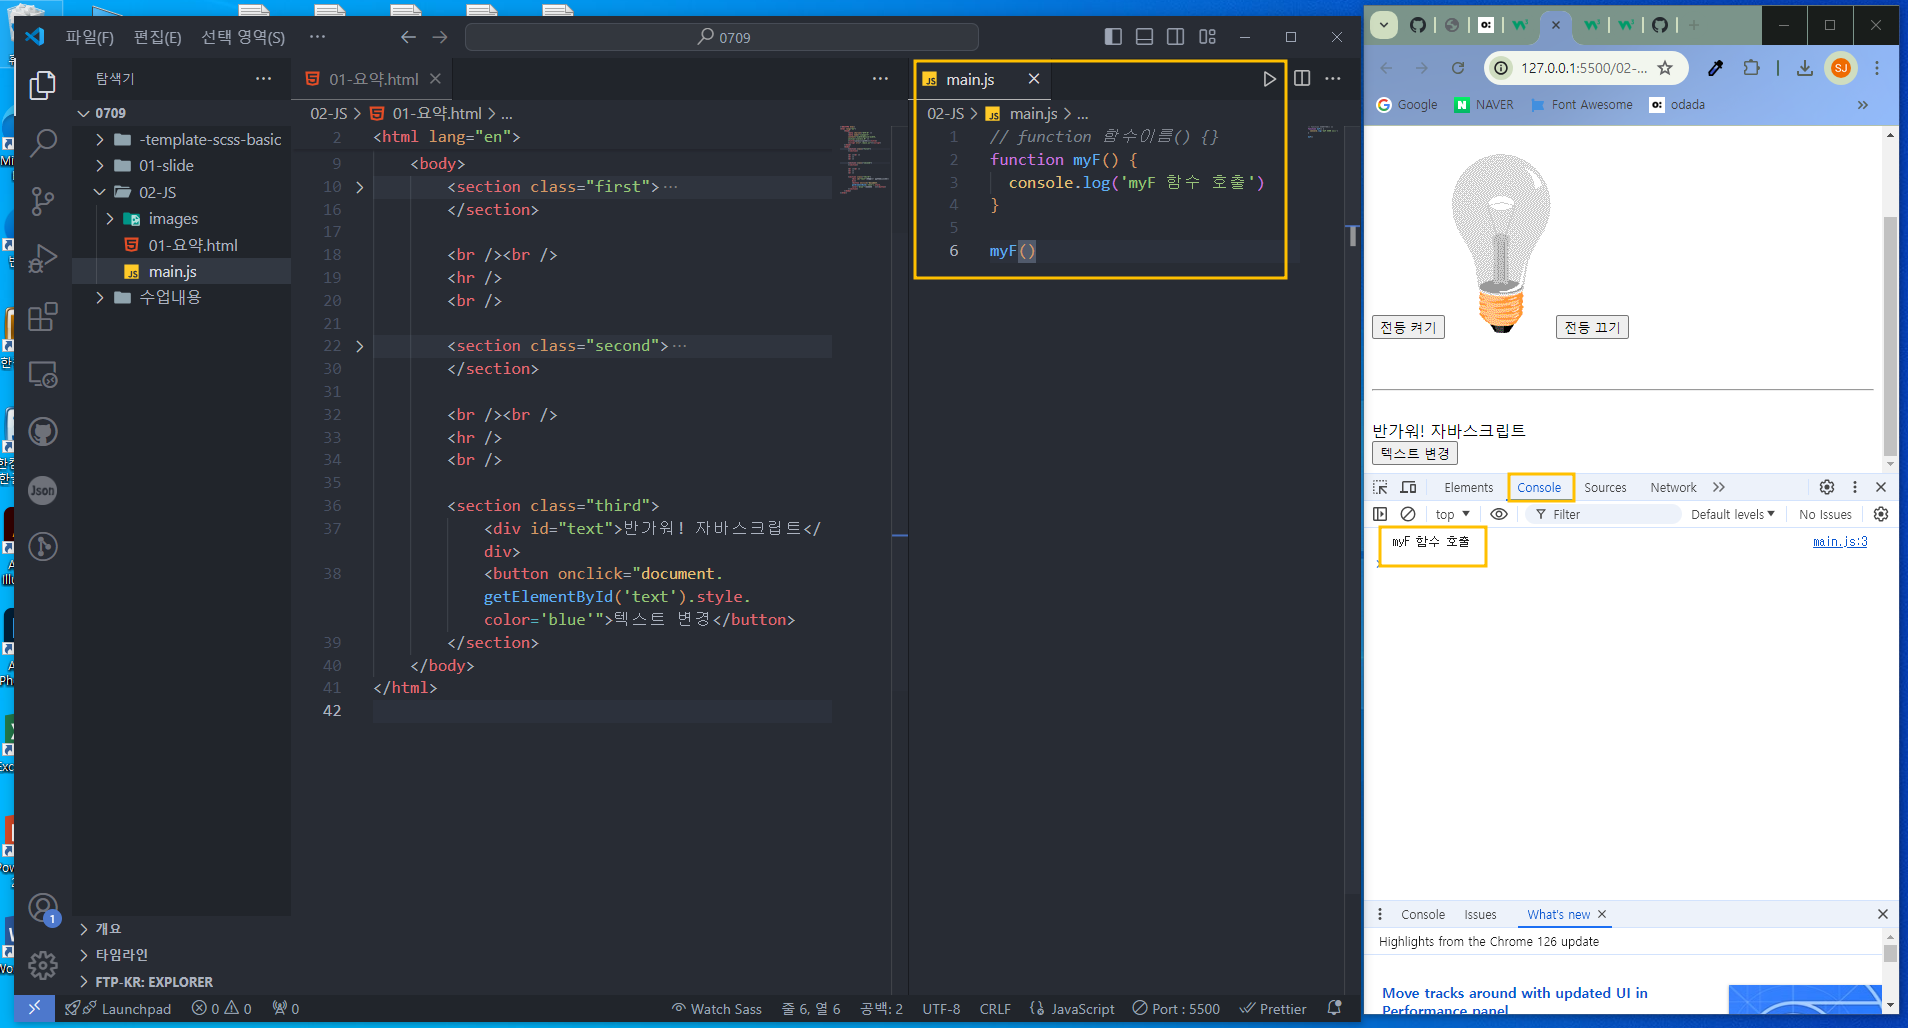 파일(F) 편집(E) 선택 영역(S) ···
0709
탐색기 ···
0709
-template-scss-basic
01-slide
02-JS
images
01-요약.html
main.js
수업내용
개요
타임라인
FTP-KR: EXPLORER
01-요약.html
02-JS > 01-요약.html > ...
2 <html lang="en">
9 <body>
10 <section class="first">···
16 </section>
17
18 <br /><br />
19 <hr />
20 <br />
21
22 <section class="second">···
30 </section>
31
32 <br /><br />
33 <hr />
34 <br />
35
36 <section class="third">
37 <div id="text">반가워! 자바스크립트</
div>
38 <button onclick="document.
getElementById('text').style.
color='blue'">텍스트 변경</button>
39 </section>
40 </body>
41 </html>
42
main.js
02-JS > main.js > ...
1 // function 함수이름() {}
2 function myF() {
3 console.log('myF 함수 호출')
4 }
5
6 myF()
Json
1
Launchpad 0 0 0 Watch Sass 줄 6, 열 6 공백: 2 UTF-8 CRLF JavaScript Port : 5500 Prettier
127.0.0.1:5500/02-...
SJ
Google NAVER Font Awesome odada
전등 켜기 전등 끄기
반가워! 자바스크립트
텍스트 변경
Elements Console Sources Network
top Filter Default levels No Issues
myF 함수 호출 main.js:3
Console Issues What's new
Highlights from the Chrome 126 update
Move tracks around with updated UI in
Performance panel